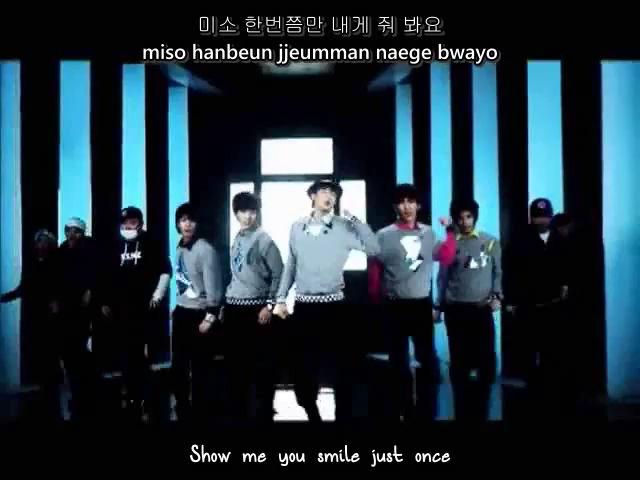 미소 한번쯤만 내게 줘 봐요
miso hanbeun jjeumman naege bwayo
Show me you smile just once